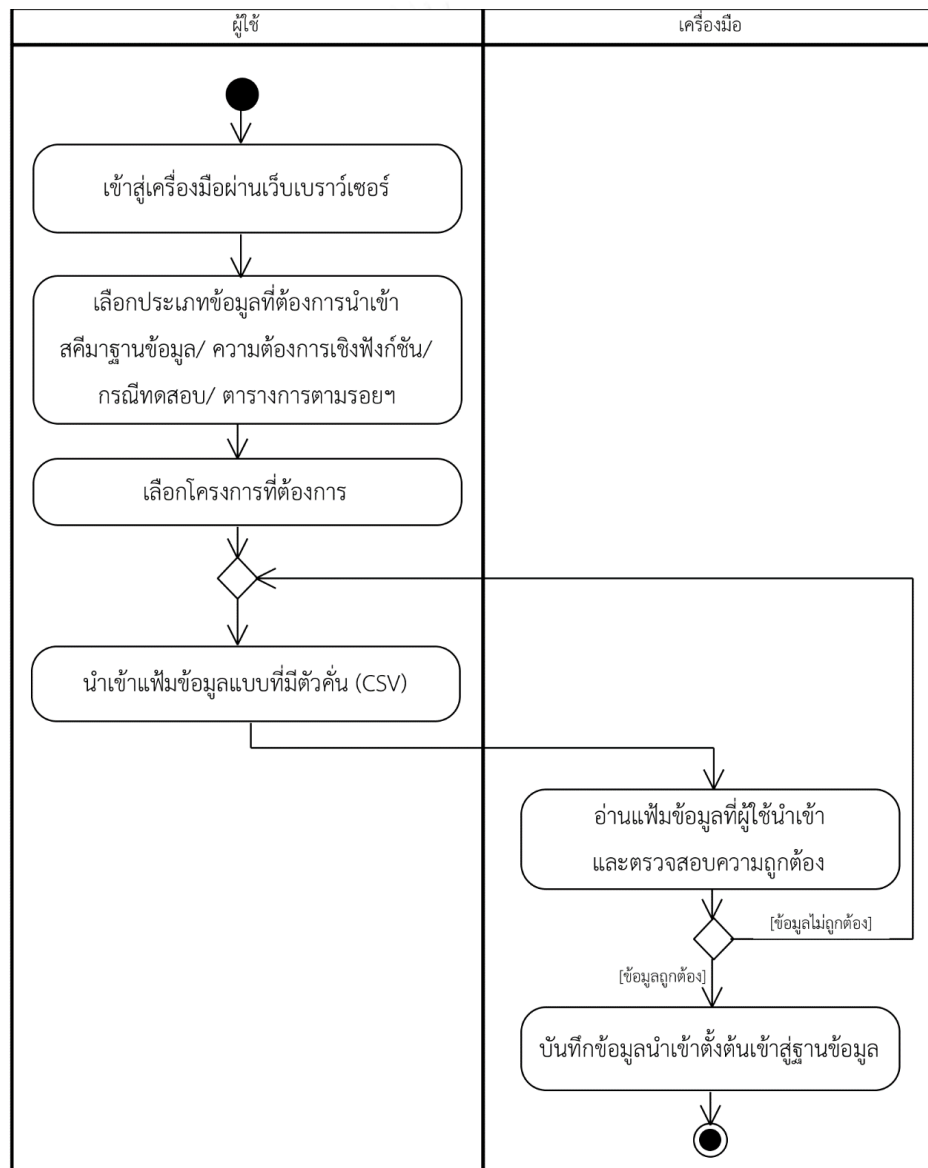 ผู้ใช้
เครื่องมือ
เข้าสู่เครื่องมือผ่านเว็บเบราว์เซอร์
เลือกประเภทข้อมูลที่ต้องการนำเข้า
สคีมาฐานข้อมูล/ ความต้องการเชิงฟังก์ชัน/
กรณีทดสอบ/ ตารางการตามรอยฯ
เลือกโครงการที่ต้องการ
นำเข้าแฟ้มข้อมูลแบบที่มีตัวคั่น (CSV)
อ่านแฟ้มข้อมูลที่ผู้ใช้นำเข้า
และตรวจสอบความถูกต้อง
[ข้อมูลไม่ถูกต้อง]
[ข้อมูลถูกต้อง]
บันทึกข้อมูลนำเข้าตั้งต้นเข้าสู่ฐานข้อมูล